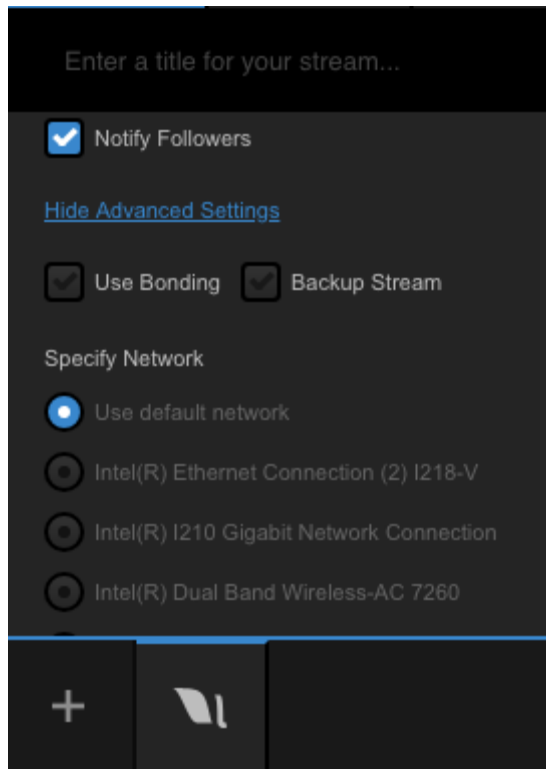 Enter a title for your stream...
Notify Followers
Hide Advanced Settings
Use Bonding Backup Stream
Specify Network
Use default network
Intel(R) Ethernet Connection (2) I218-V
Intel(R) I210 Gigabit Network Connection
Intel(R) Dual Band Wireless-AC 7260